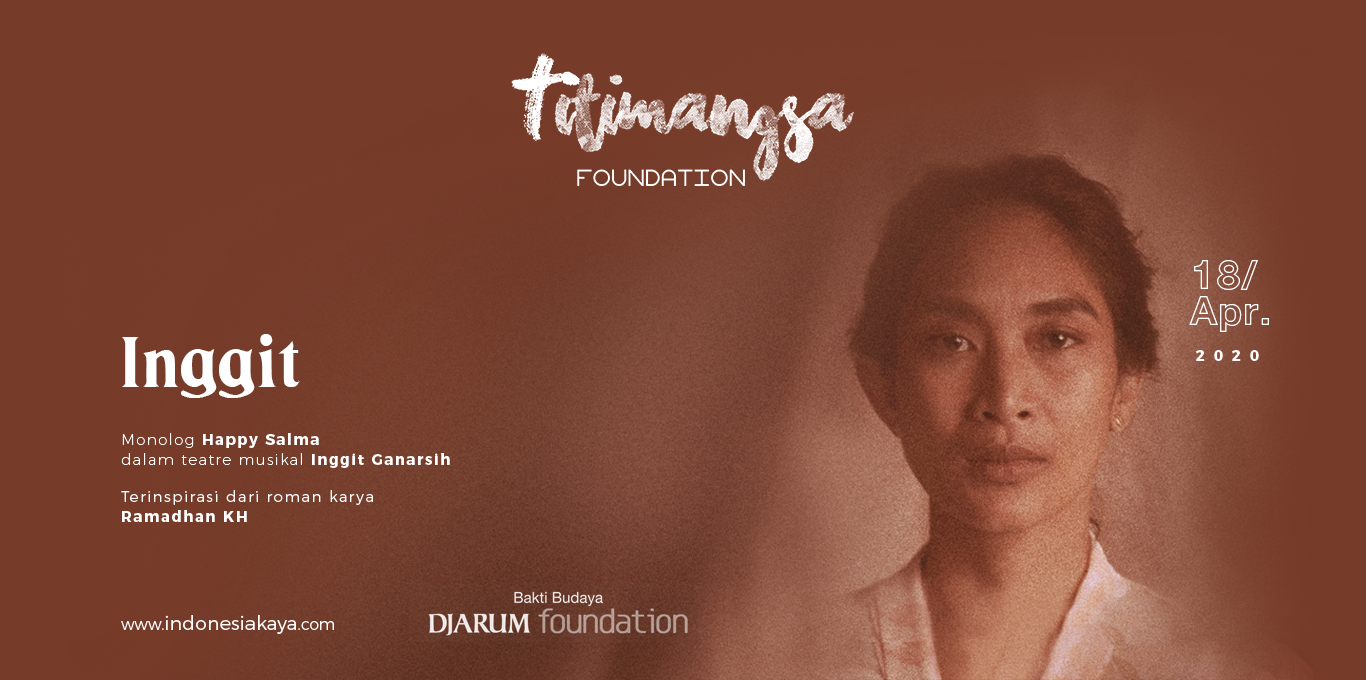 Titimangsa
FOUNDATION
18/
Apr.
2020
Inggit
Monolog Happy Salma
dalam teatre musikal Inggit Ganarsih
Terinspirasi dari roman karya
Ramadhan KH
www.indonesiakaya.com
Bakti Budaya
DJARUM foundation